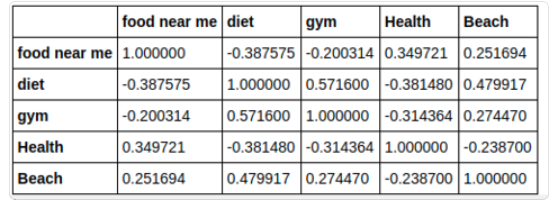 food near me diet gym Health Beach
food near me 1.000000 -0.387575 -0.200314 0.349721 0.251694
diet -0.387575 1.000000 0.571600 -0.381480 0.479917
gym -0.200314 0.571600 1.000000 -0.314364 0.274470
Health 0.349721 -0.381480 -0.314364 1.000000 -0.238700
Beach 0.251694 0.479917 0.274470 -0.238700 1.000000